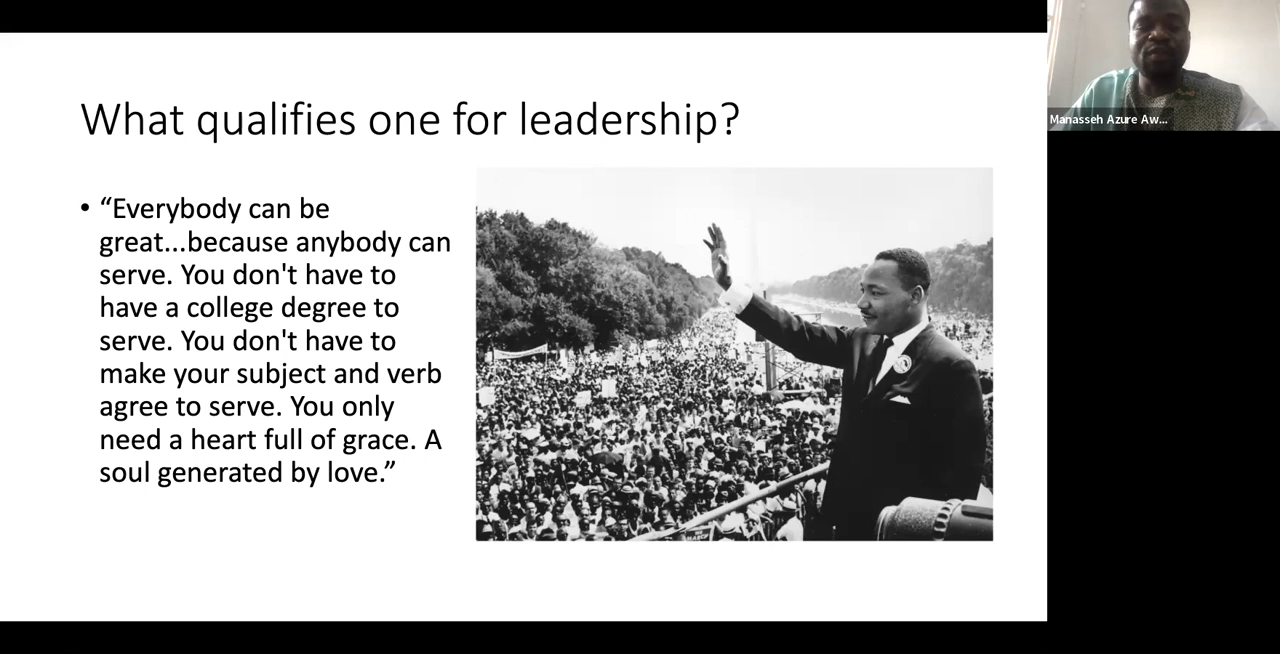 What qualifies one for leadership?
• “Everybody can be
great...because anybody can
serve. You don't have to
have a college degree to
serve. You don't have to
make your subject and verb
agree to serve. You only
need a heart full of grace. A
soul generated by love.”
Manasseh Azure Aw...